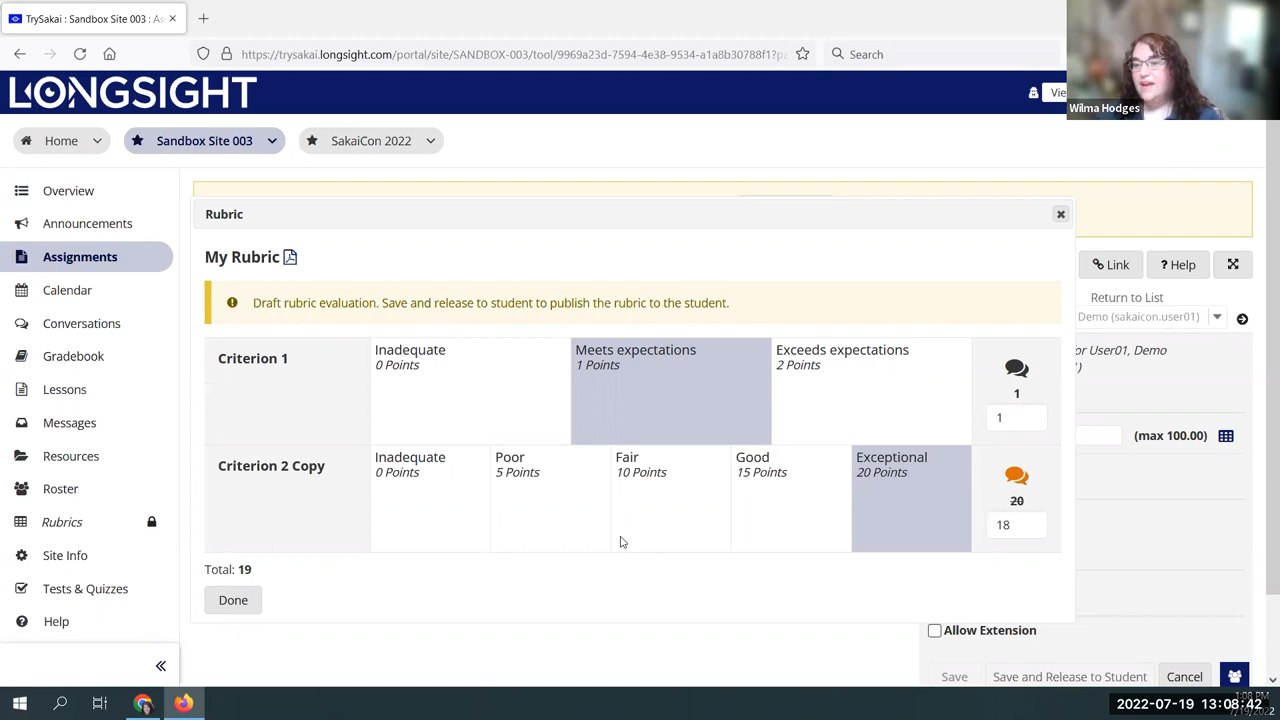 TrySakai : Sandbox Site 003 : As
https://trysakai.longsight.com/portal/site/SANDBOX-003/tool/9969a23d-7594-4e38-9534-a1a8b30788f1?pa
Search
LONGSIGHT
Vie
Wilma Hodges
Home
Sandbox Site 003
SakaiCon 2022
Overview
Announcements
Assignments
Calendar
Conversations
Gradebook
Lessons
Messages
Resources
Roster
Rubrics
Site Info
Tests & Quizzes
Help
Rubric
My Rubric
Draft rubric evaluation. Save and release to student to publish the rubric to the student.
Criterion 1
Inadequate
0 Points
Meets expectations
1 Points
Exceeds expectations
2 Points
1
1
Criterion 2 Copy
Inadequate
0 Points
Poor
5 Points
Fair
10 Points
Good
15 Points
Exceptional
20 Points
20
18
Total: 19
Done
Link
? Help
Return to List
Demo (sakaicon.user01)
or User01, Demo
1)
(max 100.00)
Allow Extension
Save
Save and Release to Student
Cancel
2022-07-19 13:08:42